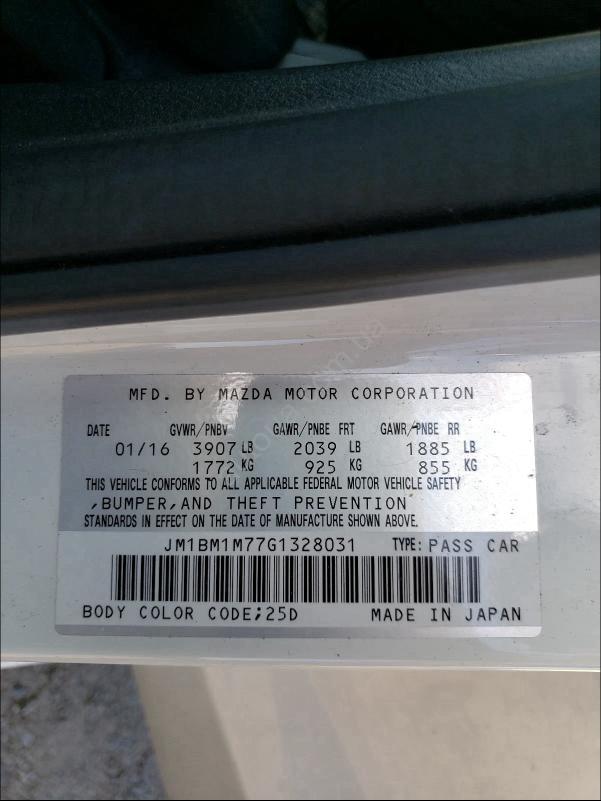 MFD. BY MAZDA MOTOR CORPORATION
DATE GVWR/PNBV GAWR/PNBE FRT GAWR/PNBE RR
01/16 3907 LB 2039 LB 1885 LB
1772 KG 925 KG 855 KG
THIS VEHICLE CONFORMS TO ALL APPLICABLE FEDERAL MOTOR VEHICLE SAFETY
,BUMPER,AND THEFT PREVENTION
STANDARDS IN EFFECT ON THE DATE OF MANUFACTURE SHOWN ABOVE.
JM1BM1M77G1328031 TYPE: PASS CAR
BODY COLOR CODE;25D MADE IN JAPAN